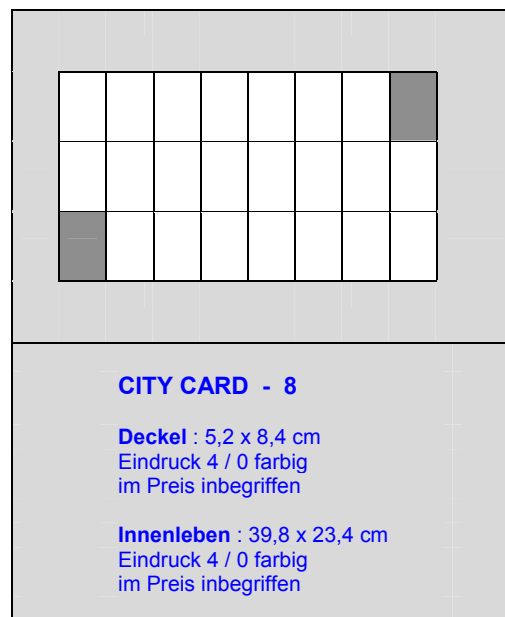 CITY CARD - 8
Deckel : 5,2 x 8,4 cm
Eindruck 4 / 0 farbig
im Preis inbegriffen
Innenleben : 39,8 x 23,4 cm
Eindruck 4 / 0 farbig
im Preis inbegriffen